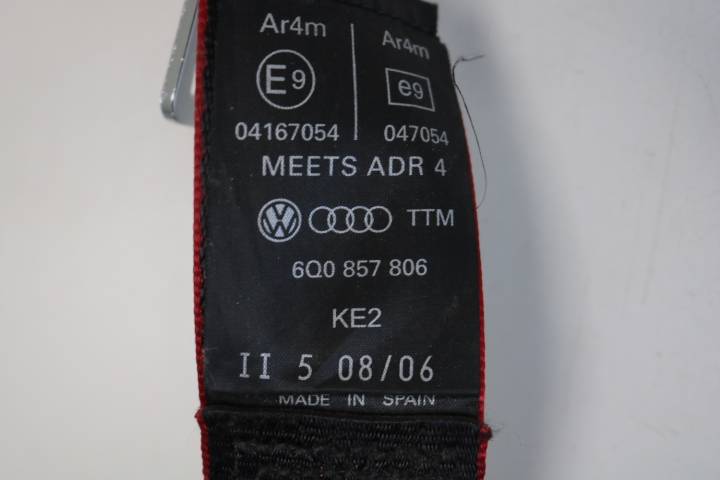 Ar4m
Ar4m
E9
e9
04167054
047054
MEETS ADR 4
VW TTM
6Q0 857 806
KE2
II 5 08/06
MADE IN SPAIN